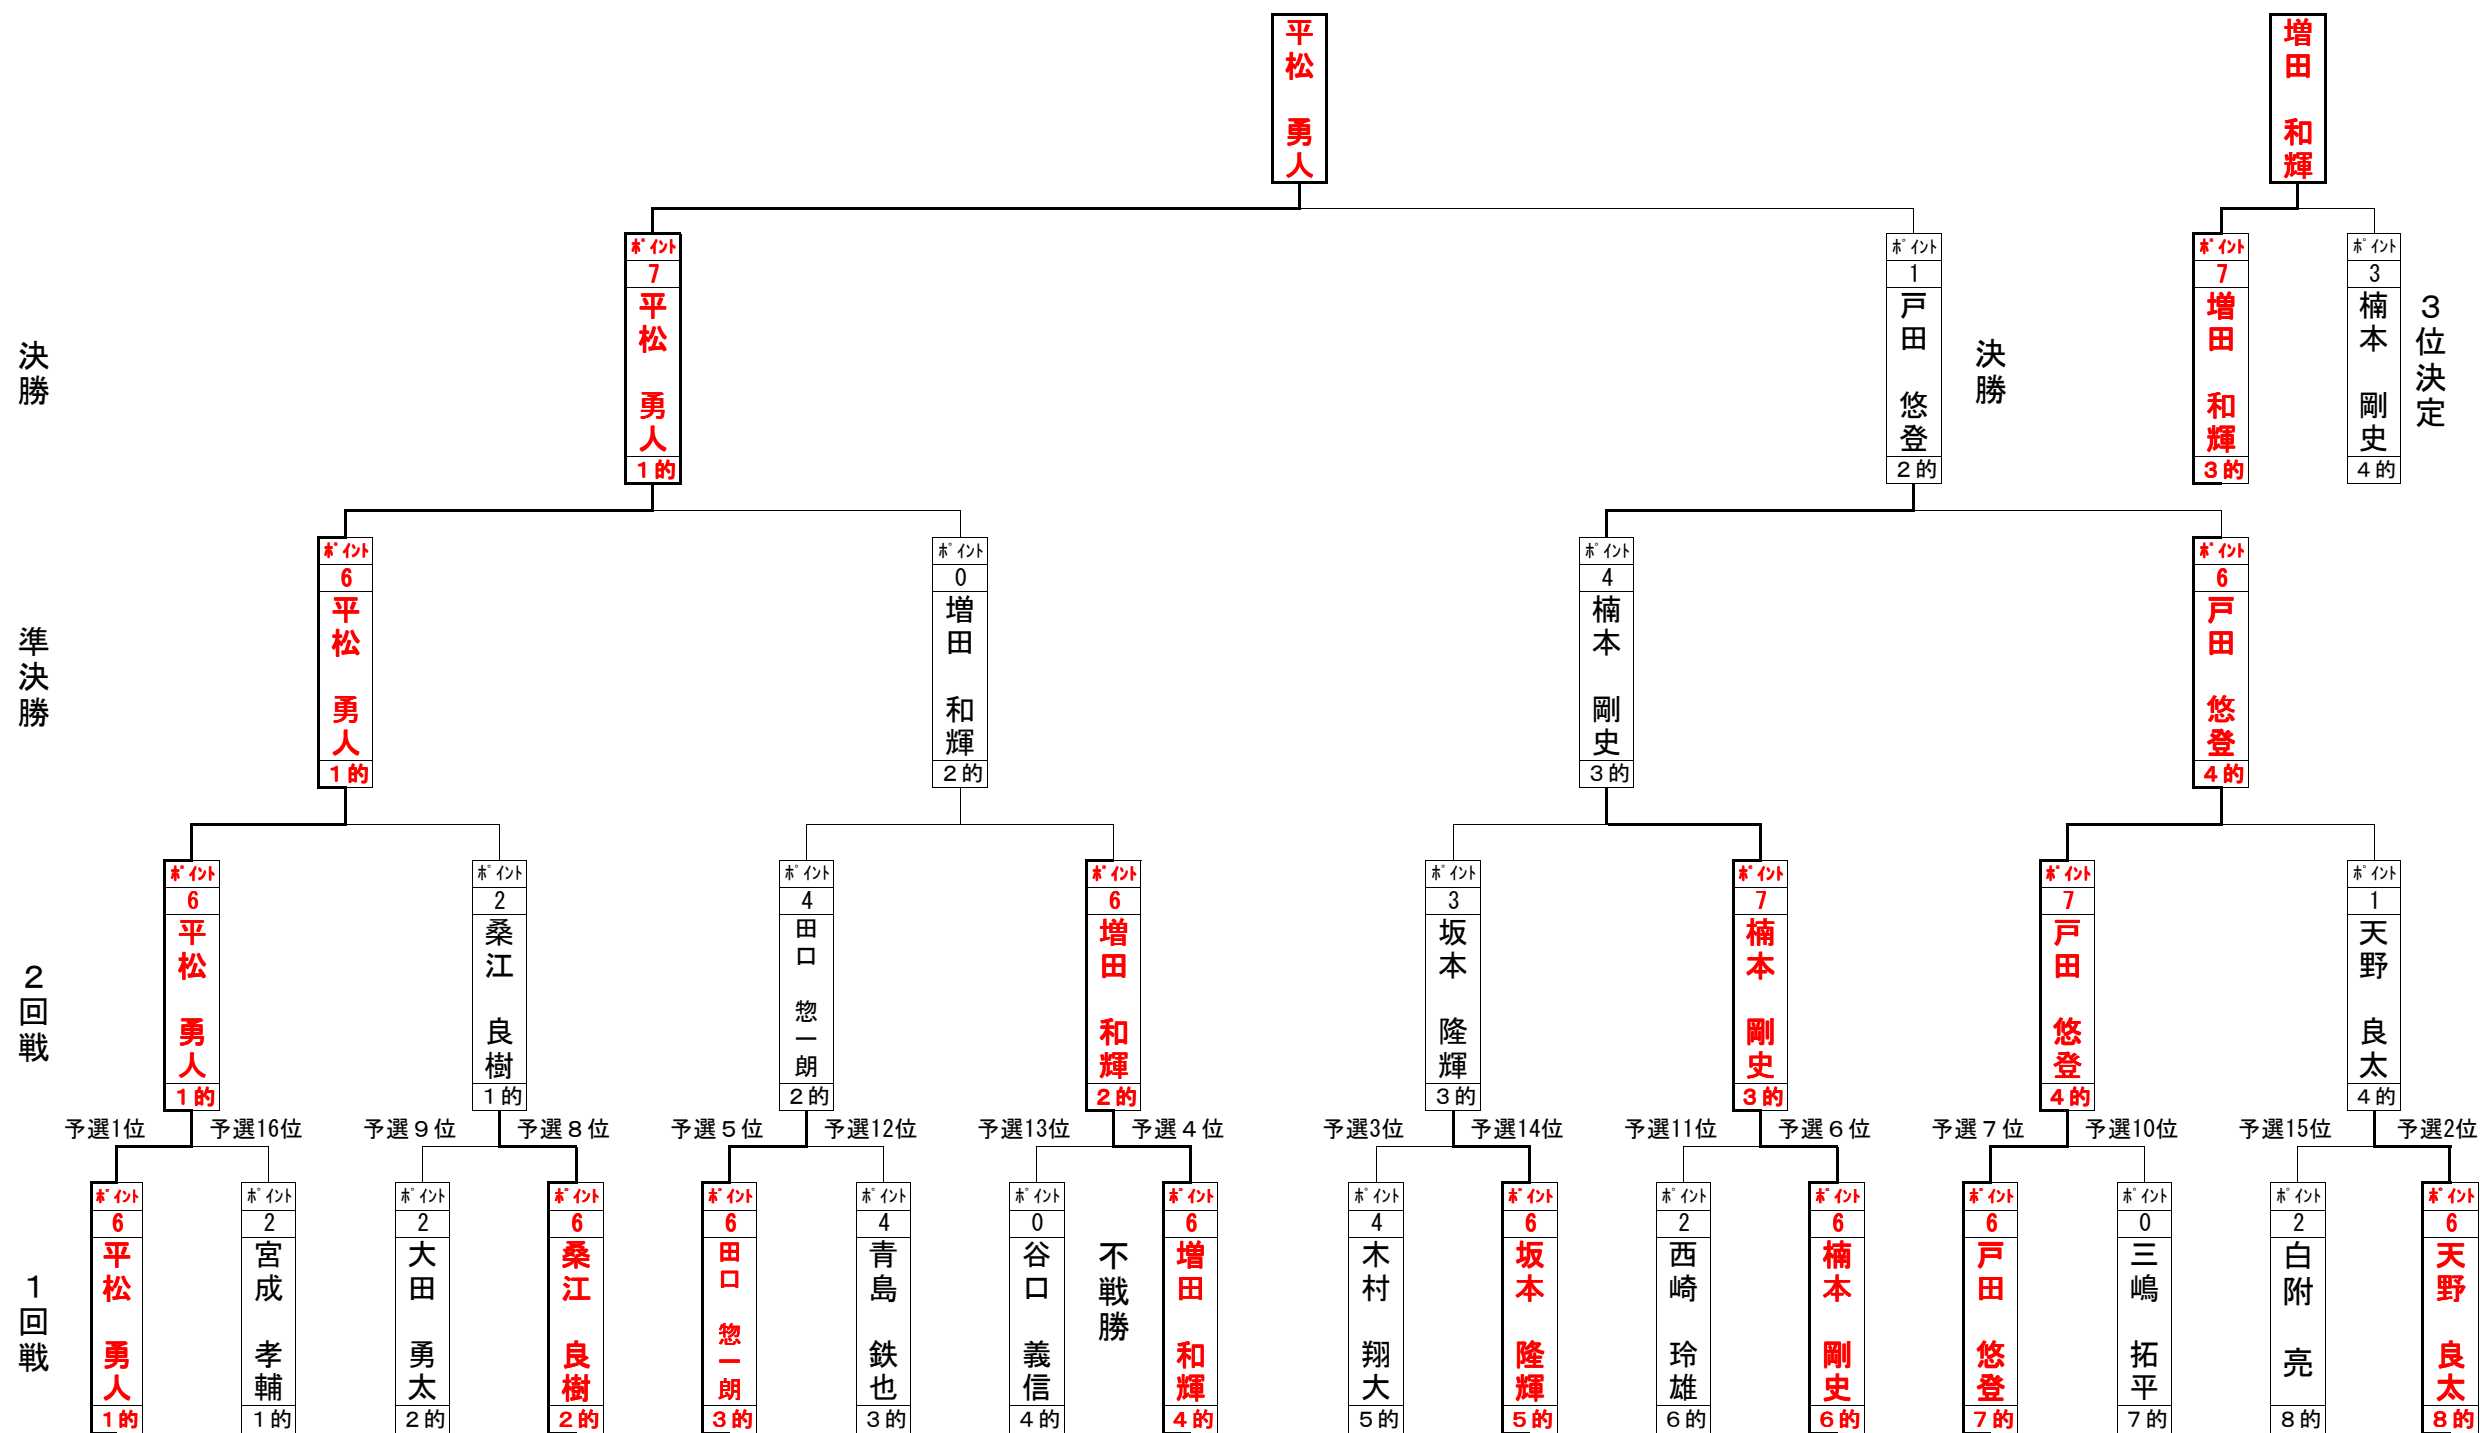 平松 勇人
増田 和輝
決勝
ﾎﾟｲﾝﾄ
7
平松 勇人
1的
ﾎﾟｲﾝﾄ
1
戸田 悠登
2的
決勝
ﾎﾟｲﾝﾄ
7
増田 和輝
3的
ﾎﾟｲﾝﾄ
3
楠本 剛史
4的
3位決定
準決勝
ﾎﾟｲﾝﾄ
6
平松 勇人
1的
ﾎﾟｲﾝﾄ
0
増田 和輝
2的
ﾎﾟｲﾝﾄ
4
楠本 剛史
3的
ﾎﾟｲﾝﾄ
6
戸田 悠登
4的
2回戦
ﾎﾟｲﾝﾄ
6
平松 勇人
1的
ﾎﾟｲﾝﾄ
2
桑江 良樹
1的
ﾎﾟｲﾝﾄ
4
田口 惣一朗
2的
ﾎﾟｲﾝﾄ
6
増田 和輝
2的
ﾎﾟｲﾝﾄ
3
坂本 隆輝
3的
ﾎﾟｲﾝﾄ
7
楠本 剛史
3的
ﾎﾟｲﾝﾄ
7
戸田 悠登
4的
ﾎﾟｲﾝﾄ
1
天野 良太
4的
予選1位 予選16位 予選９位 予選８位 予選５位 予選12位 予選13位 予選４位 予選3位 予選14位 予選11位 予選６位 予選７位 予選10位 予選15位 予選2位
1回戦
ﾎﾟｲﾝﾄ
6
平松 勇人
1的
ﾎﾟｲﾝﾄ
2
宮成 孝輔
1的
ﾎﾟｲﾝﾄ
2
大田 勇太
2的
ﾎﾟｲﾝﾄ
6
桑江 良樹
2的
ﾎﾟｲﾝﾄ
6
田口 惣一朗
3的
ﾎﾟｲﾝﾄ
4
青島 鉄也
3的
ﾎﾟｲﾝﾄ
0
谷口 義信
4的
不戦勝
ﾎﾟｲﾝﾄ
6
増田 和輝
4的
ﾎﾟｲﾝﾄ
4
木村 翔大
5的
ﾎﾟｲﾝﾄ
6
坂本 隆輝
5的
ﾎﾟｲﾝﾄ
2
西崎 玲雄
6的
ﾎﾟｲﾝﾄ
6
楠本 剛史
6的
ﾎﾟｲﾝﾄ
6
戸田 悠登
7的
ﾎﾟｲﾝﾄ
0
三嶋 拓平
7的
ﾎﾟｲﾝﾄ
2
白附 亮
8的
ﾎﾟｲﾝﾄ
6
天野 良太
8的